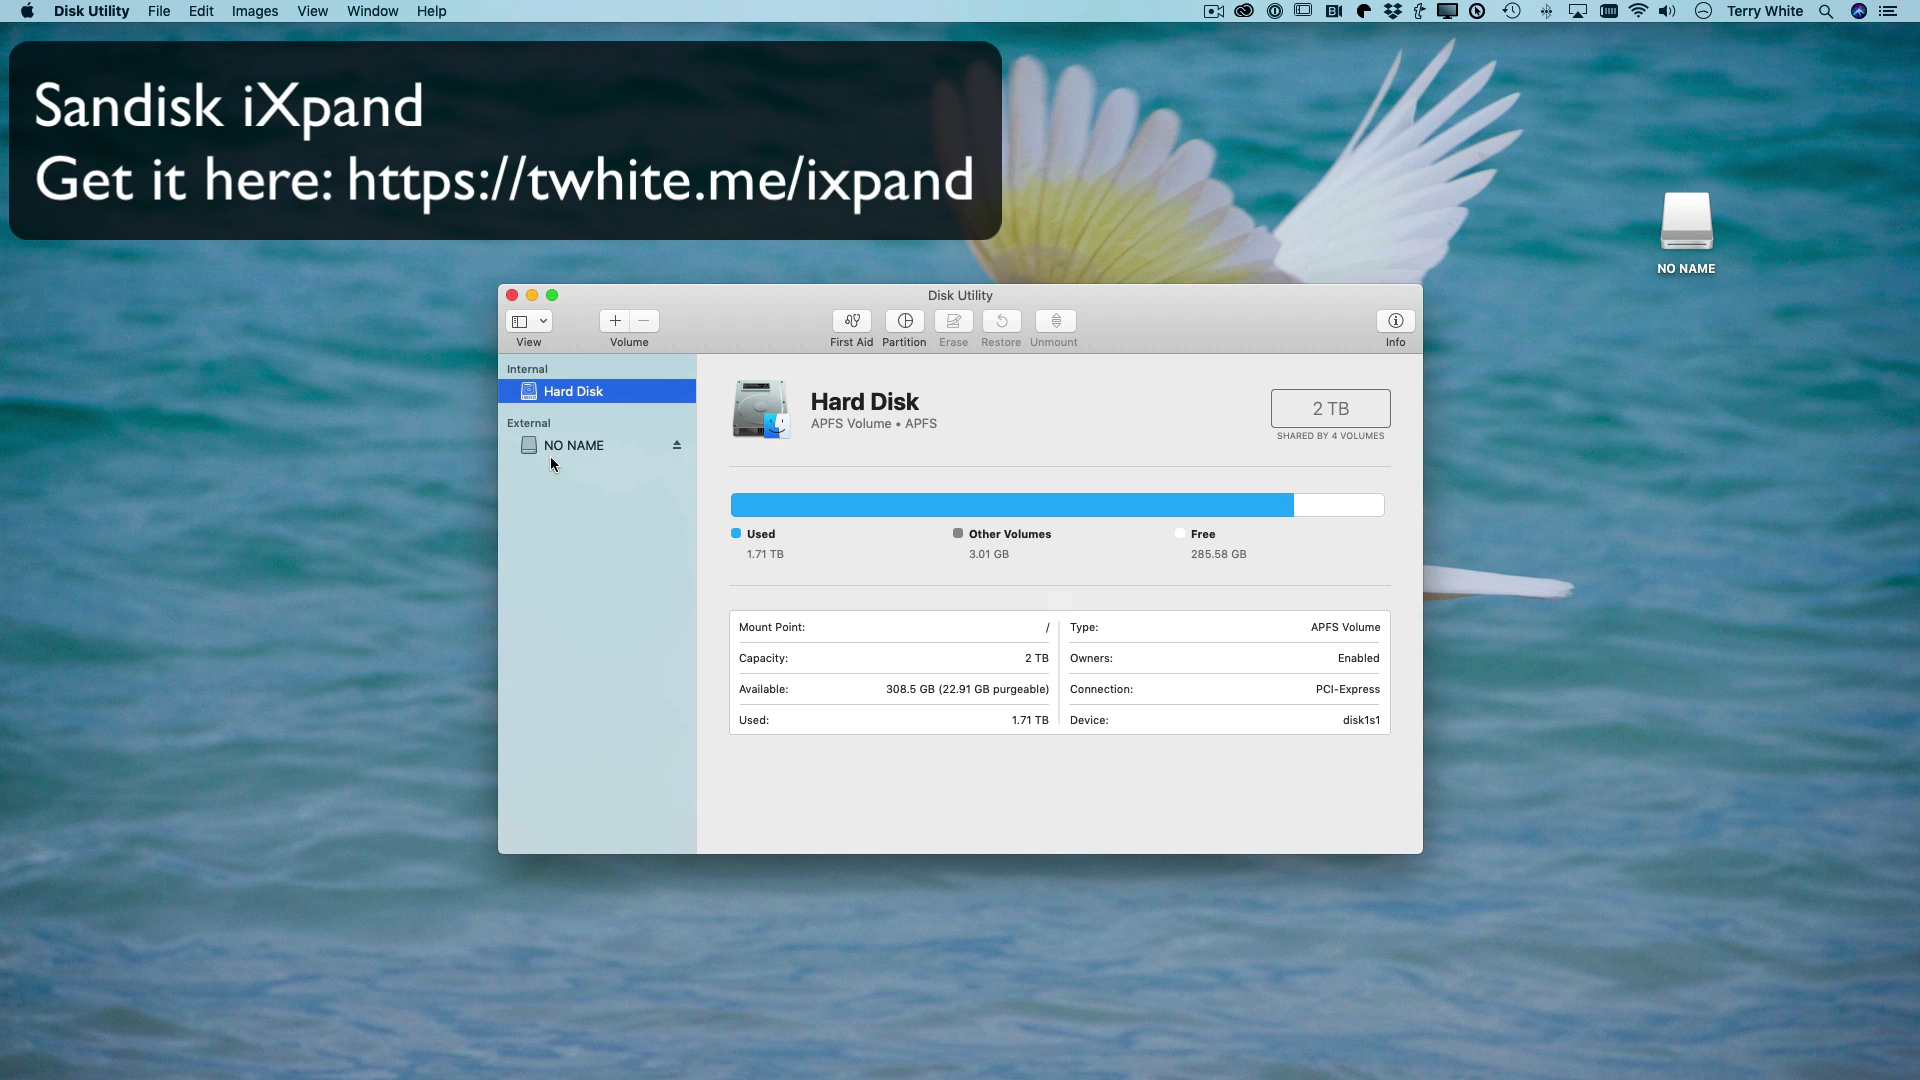 Disk Utility File Edit Images View Window Help Terry White
Sandisk iXpand
Get it here: https://twhite.me/ixpand
NO NAME
Disk Utility
View Volume First Aid Partition Erase Restore Unmount Info
Internal
Hard Disk
External
NO NAME
Hard Disk
APFS Volume • APFS
2 TB
SHARED BY 4 VOLUMES
Used
1.71 TB
Other Volumes
3.01 GB
Free
285.58 GB
Mount Point: /
Capacity: 2 TB
Available: 308.5 GB (22.91 GB purgeable)
Used: 1.71 TB
Type: APFS Volume
Owners: Enabled
Connection: PCI-Express
Device: disk1s1